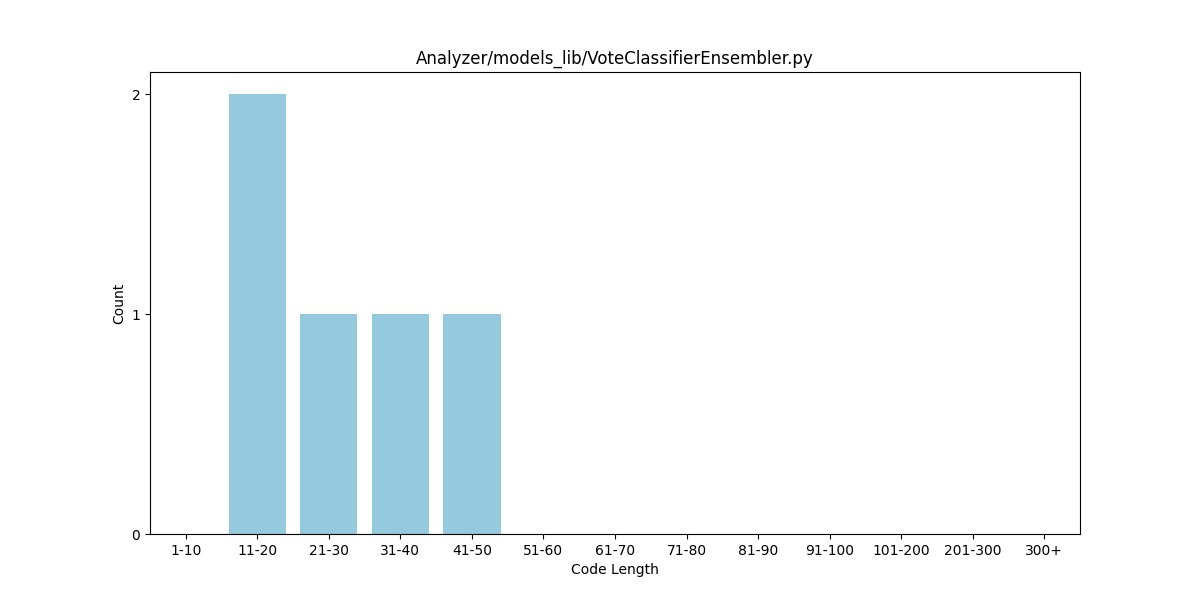 Analyzer/models_lib/VoteClassifierEnsembler.py
2
1
0
Count
1-10 11-20 21-30 31-40 41-50 51-60 61-70 71-80 81-90 91-100 101-200 201-300 300+
Code Length